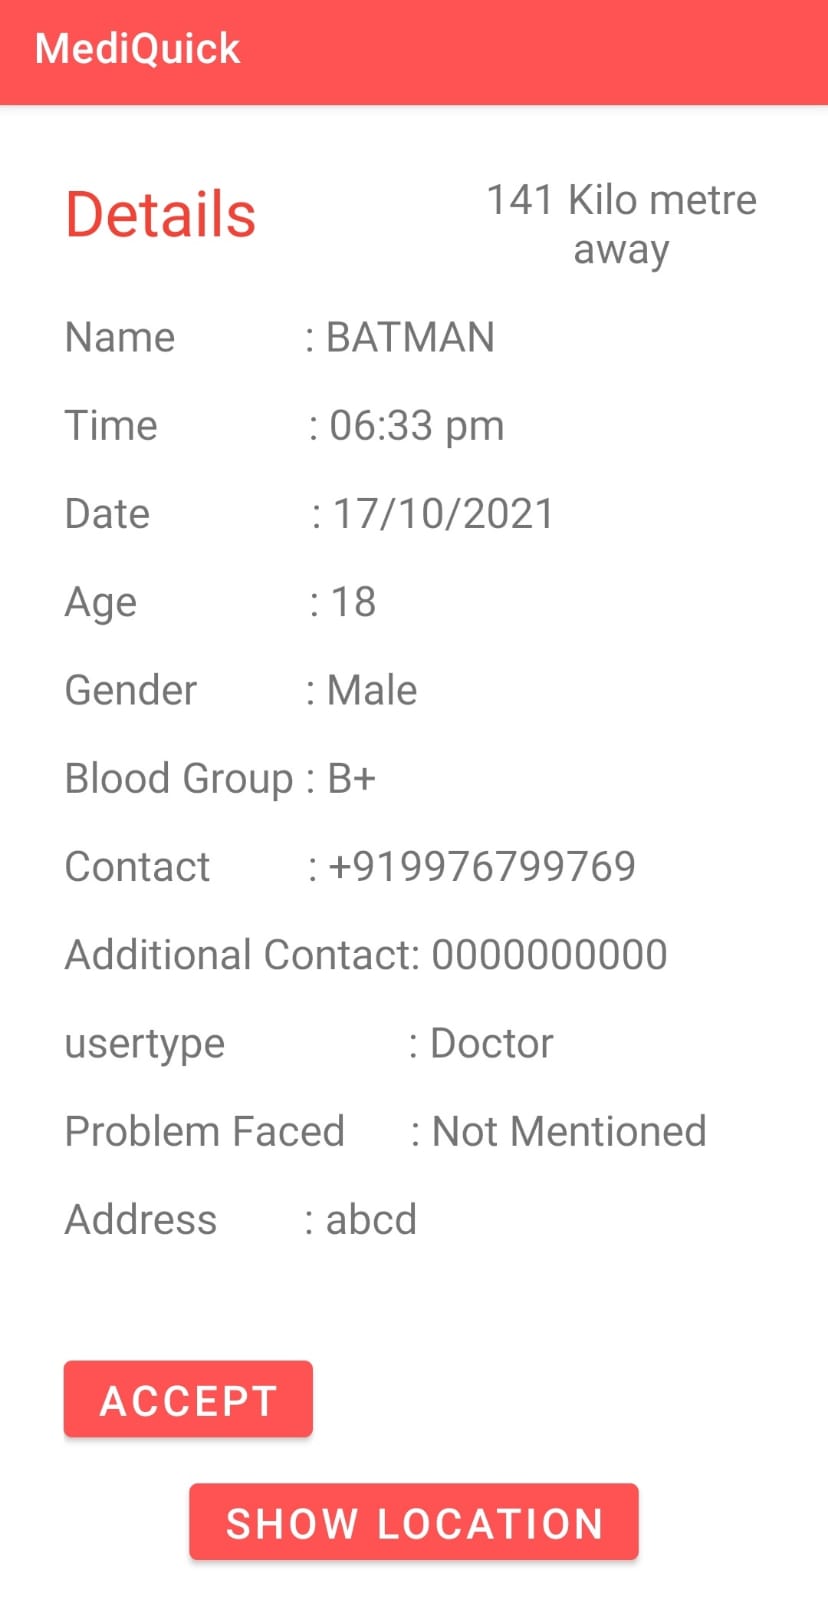 MediQuick
Details
141 Kilo metre
away
Name : BATMAN
Time : 06:33 pm
Date : 17/10/2021
Age : 18
Gender : Male
Blood Group : B+
Contact : +919976799769
Additional Contact: 0000000000
usertype : Doctor
Problem Faced : Not Mentioned
Address : abcd
ACCEPT
SHOW LOCATION